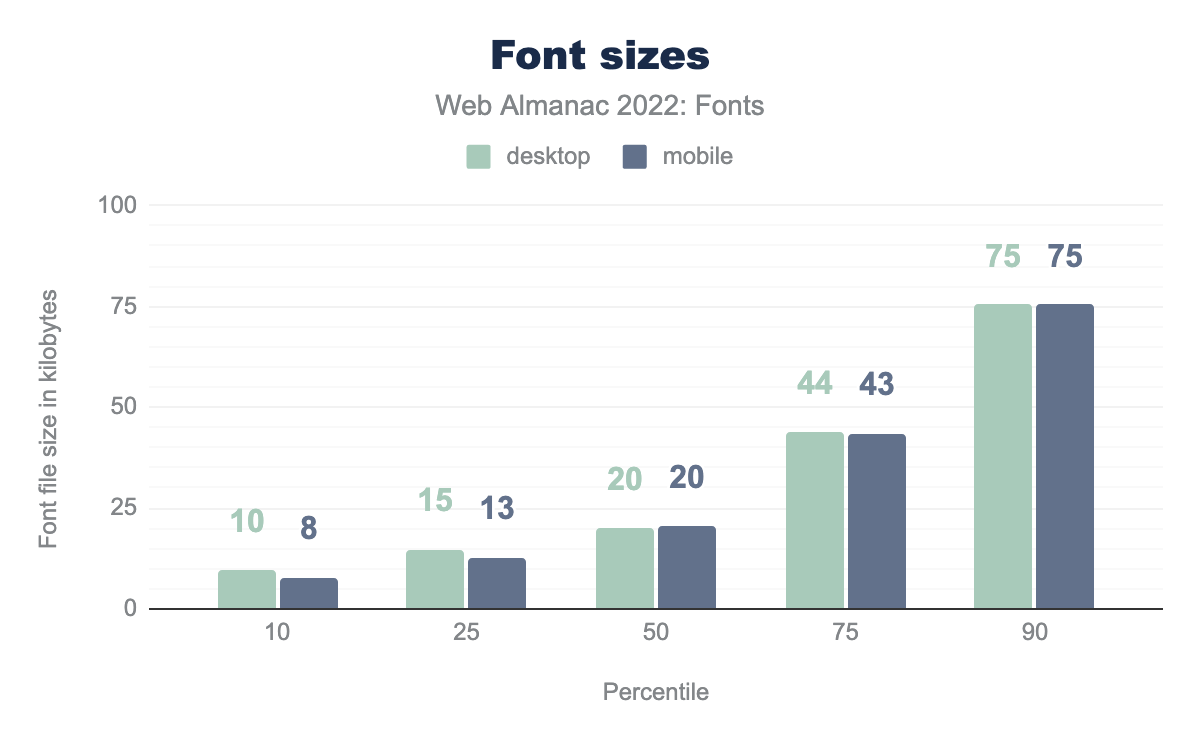 Font sizes
Web Almanac 2022: Fonts
desktop mobile
Font file size in kilobytes
100
75
50
25
0
10 8
15 13
20 20
44 43
75 75
10 25 50 75 90
Percentile